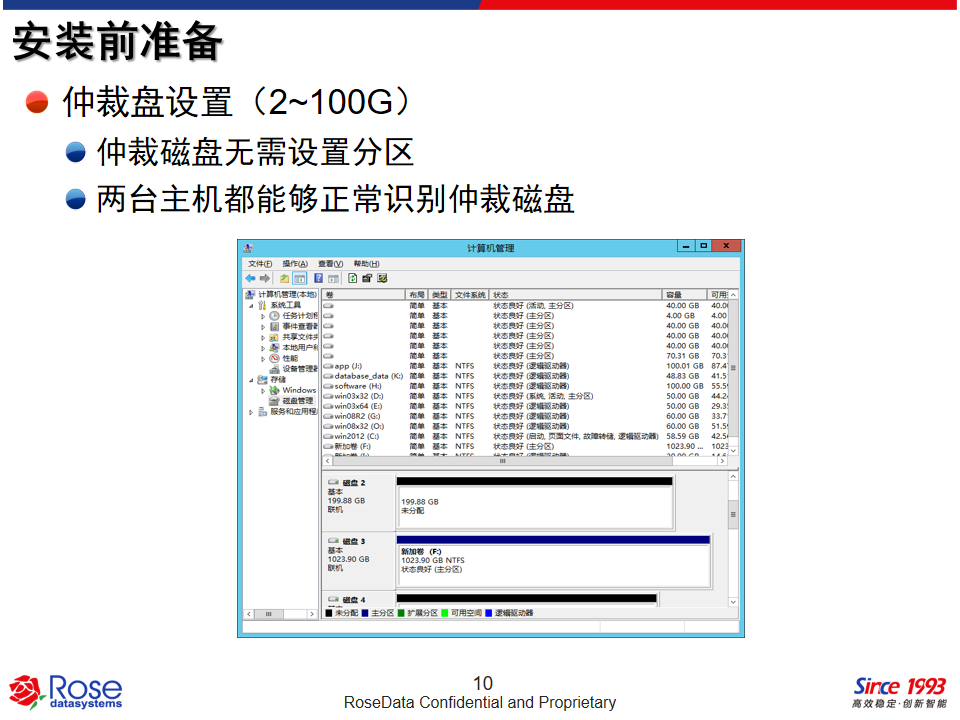 安装前准备
仲裁盘设置（2~100G）
仲裁磁盘无需设置分区
两台主机都能够正常识别仲裁磁盘
计算机管理
文件(F) 操作(A) 查看(V) 帮助(H)
计算机管理(本地)
系统工具
任务计划
事件查看
共享文件
本地用户
性能
设备管理
存储
Windows
磁盘管理
服务和应用程
卷 布局 类型 文件系统 状态 容量 可用
简单 基本 状态良好 (活动, 主分区) 40.00 GB 40.0
简单 基本 状态良好 (主分区) 4.00 GB 4.00
简单 基本 状态良好 (主分区) 40.00 GB 40.0
简单 基本 状态良好 (主分区) 40.00 GB 40.0
简单 基本 状态良好 (主分区) 40.00 GB 40.0
简单 基本 状态良好 (主分区) 70.31 GB 70.3
app (J:) 简单 基本 NTFS 状态良好 (逻辑驱动器) 100.01 GB 87.4
database_data (K:) 简单 基本 NTFS 状态良好 (逻辑驱动器) 48.83 GB 41.5
software (H:) 简单 基本 NTFS 状态良好 (逻辑驱动器) 100.00 GB 55.5
win03x32 (D:) 简单 基本 NTFS 状态良好 (系统, 活动, 主分区) 50.00 GB 44.2
win03x64 (E:) 简单 基本 NTFS 状态良好 (逻辑驱动器) 50.00 GB 29.3
win08R2 (G:) 简单 基本 NTFS 状态良好 (逻辑驱动器) 60.00 GB 33.7
win08x32 (O:) 简单 基本 NTFS 状态良好 (逻辑驱动器) 60.00 GB 51.5
win2012 (C:) 简单 基本 NTFS 状态良好 (启动, 页面文件, 故障转储, 逻辑驱动器) 58.59 GB 42.5
新加卷 (F:) 简单 基本 NTFS 状态良好 (主分区) 1023.90 ... 1023
磁盘 2
基本
199.88 GB
联机
199.88 GB
未分配
磁盘 3
基本
1023.90 GB
联机
新加卷 (F:)
1023.90 GB NTFS
状态良好 (主分区)
磁盘 4
未分配 主分区 扩展分区 可用空间 逻辑驱动器
Rose
datasystems
10
RoseData Confidential and Proprietary
Since 1993
高效稳定·创新智能